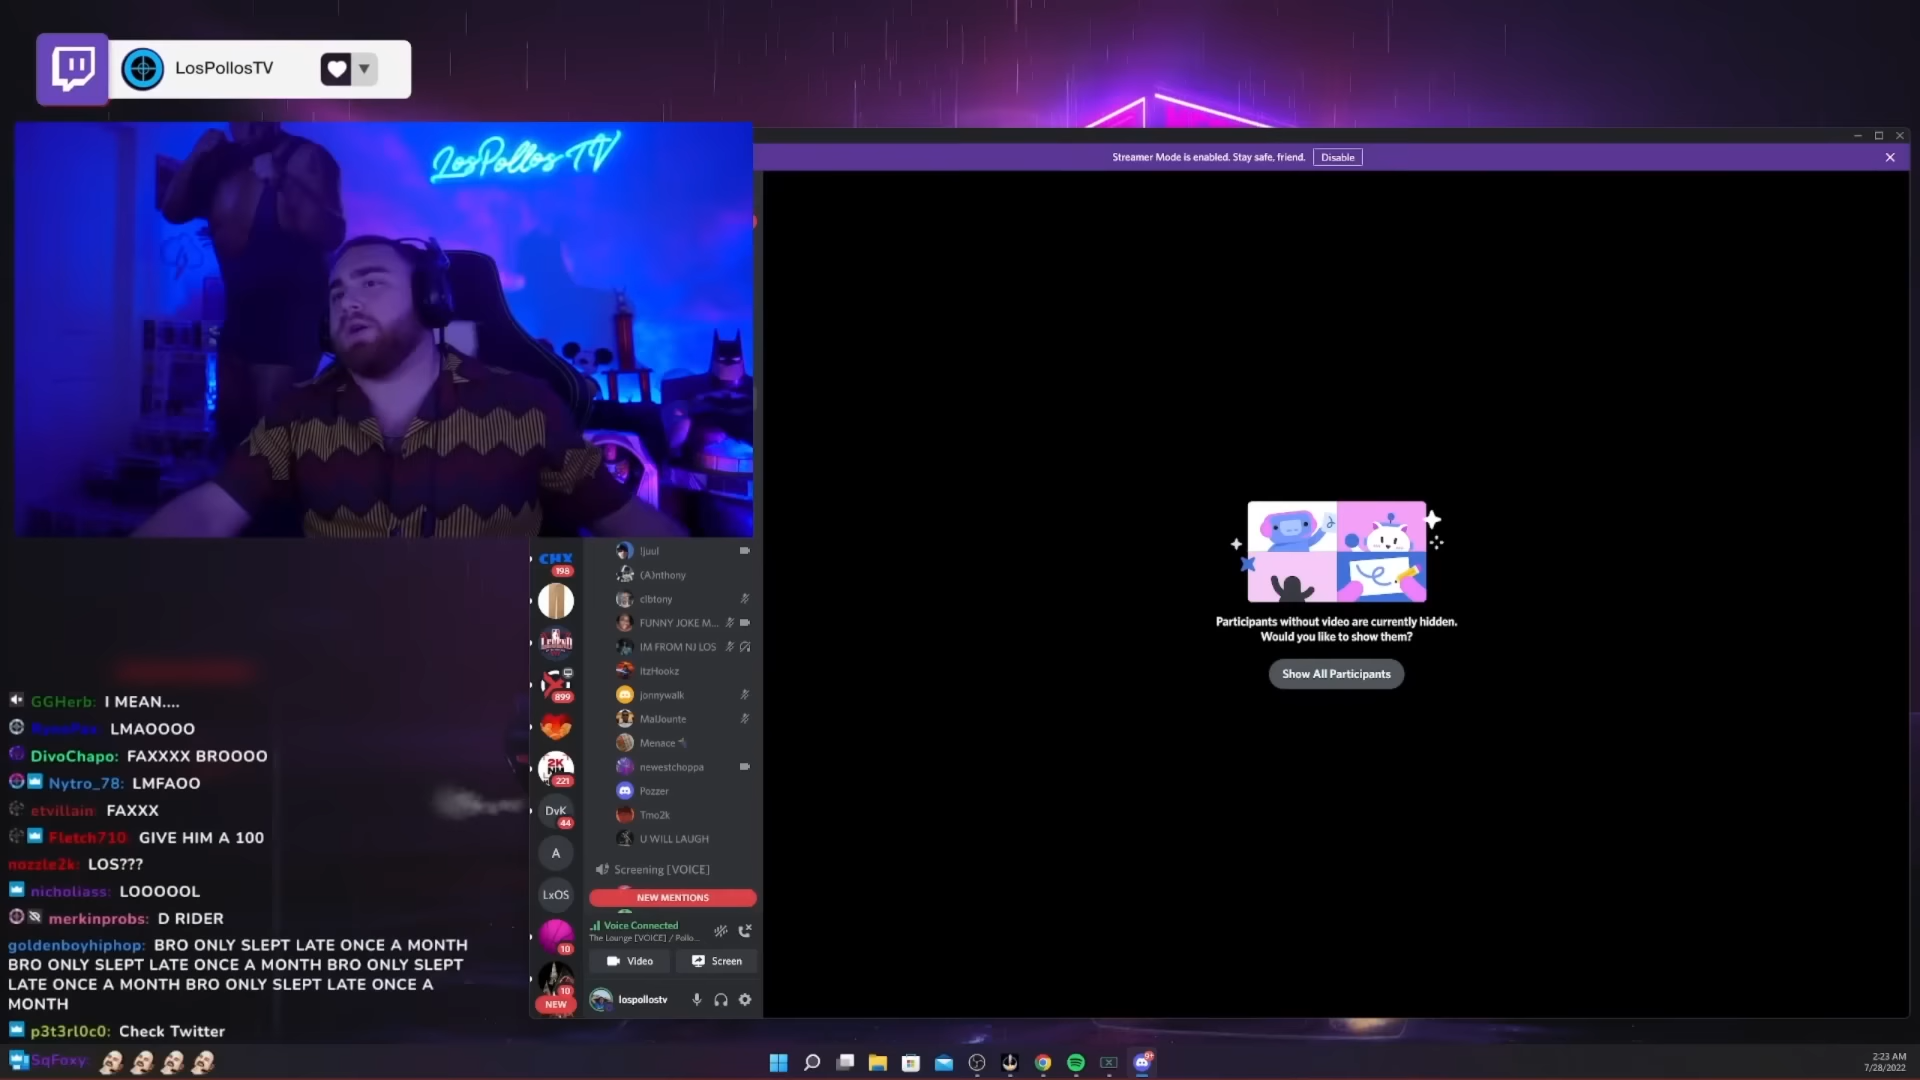 LosPollosTV
LosPollos TV
Streamer Mode is enabled. Stay safe, friend.
Disable
CHX
198
899
2K
221
DvK
44
A
LxOS
10
10
NEW
ljuul
(A)nthony
clbtony
FUNNY JOKE M...
IM FROM NJ LOS
ItzHookz
jonnywalk
MalJounte
Menace
newestchoppa
Pozzer
Tmo2k
U WILL LAUGH
Screening [VOICE]
NEW MENTIONS
Voice Connected
The Lounge [VOICE] / Pollo...
Video
Screen
lospollostv
Participants without video are currently hidden.
Would you like to show them?
Show All Participants
GGHerb: I MEAN....
LMAOOOO
DivoChapo: FAXXXX BROOOO
Nytro_78: LMFAOO
etvillain: FAXXX
Fletch710: GIVE HIM A 100
nozzle2k: LOS???
nicholiass: LOOOOOL
merkinprobs: D RIDER
goldenboyhiphop: BRO ONLY SLEPT LATE ONCE A MONTH
BRO ONLY SLEPT LATE ONCE A MONTH BRO ONLY SLEPT
LATE ONCE A MONTH BRO ONLY SLEPT LATE ONCE A
MONTH
p3t3rl0c0: Check Twitter
SqFoxy:
2:23 AM
7/28/2022